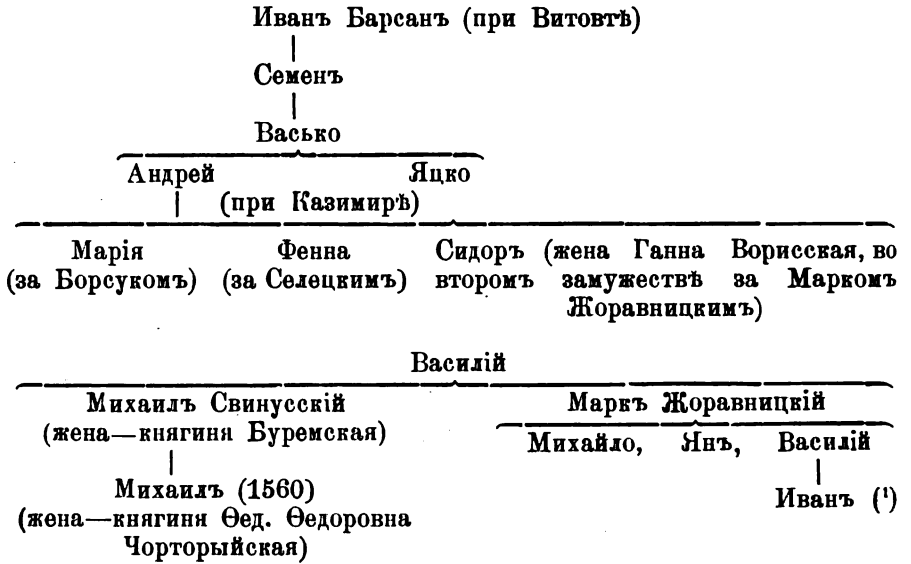 Иванъ Барсанъ (при Витовтѣ)
Семенъ
Васько
Андрей Яцко
(при Казимирѣ)
Марія Фенна Сидоръ (жена Ганна Ворисская, во
(за Борсукомъ) (за Селецкимъ) второмъ замужествѣ за Маркомъ
Жоравницкимъ)
Василій
Михаилъ Свинусскій Маркъ Жоравницкій
(жена—княгиня Буремская) Михайло, Янъ, Василій
Михаилъ (1560) Иванъ (¹)
(жена—княгиня Ѳед. Ѳедоровна
Чорторыйская)